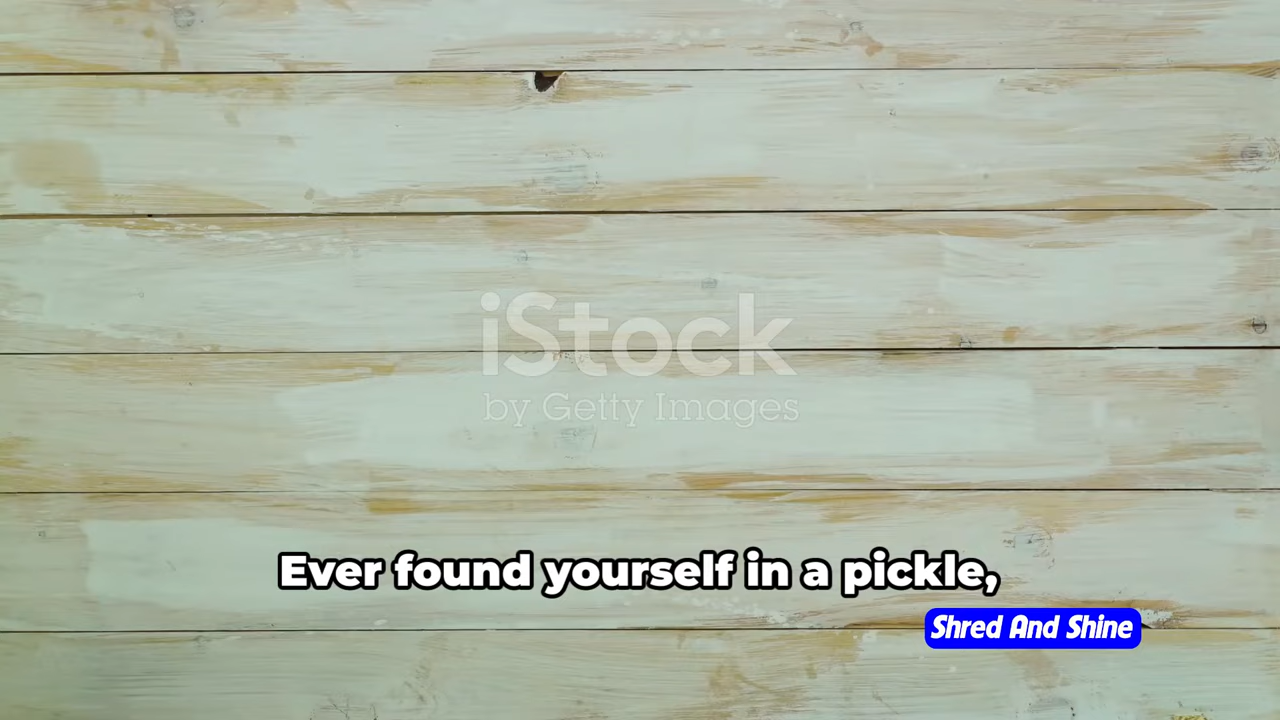 iStock
by Getty Images
Ever found yourself in a pickle,
Shred And Shine